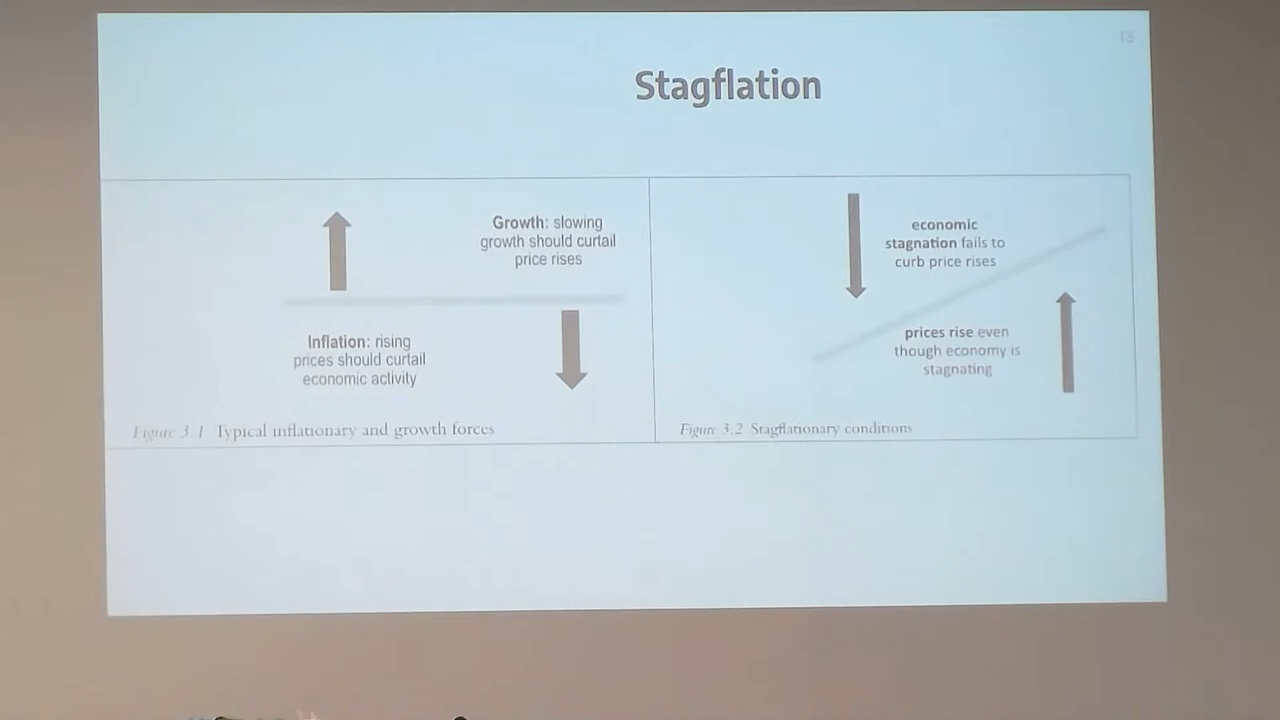 13
Stagflation
Growth: slowing
growth should curtail
price rises
Inflation: rising
prices should curtail
economic activity
Figure 3.1 Typical inflationary and growth forces
economic
stagnation fails to
curb price rises
prices rise even
though economy is
stagnating
Figure 3.2 Stagflationary conditions